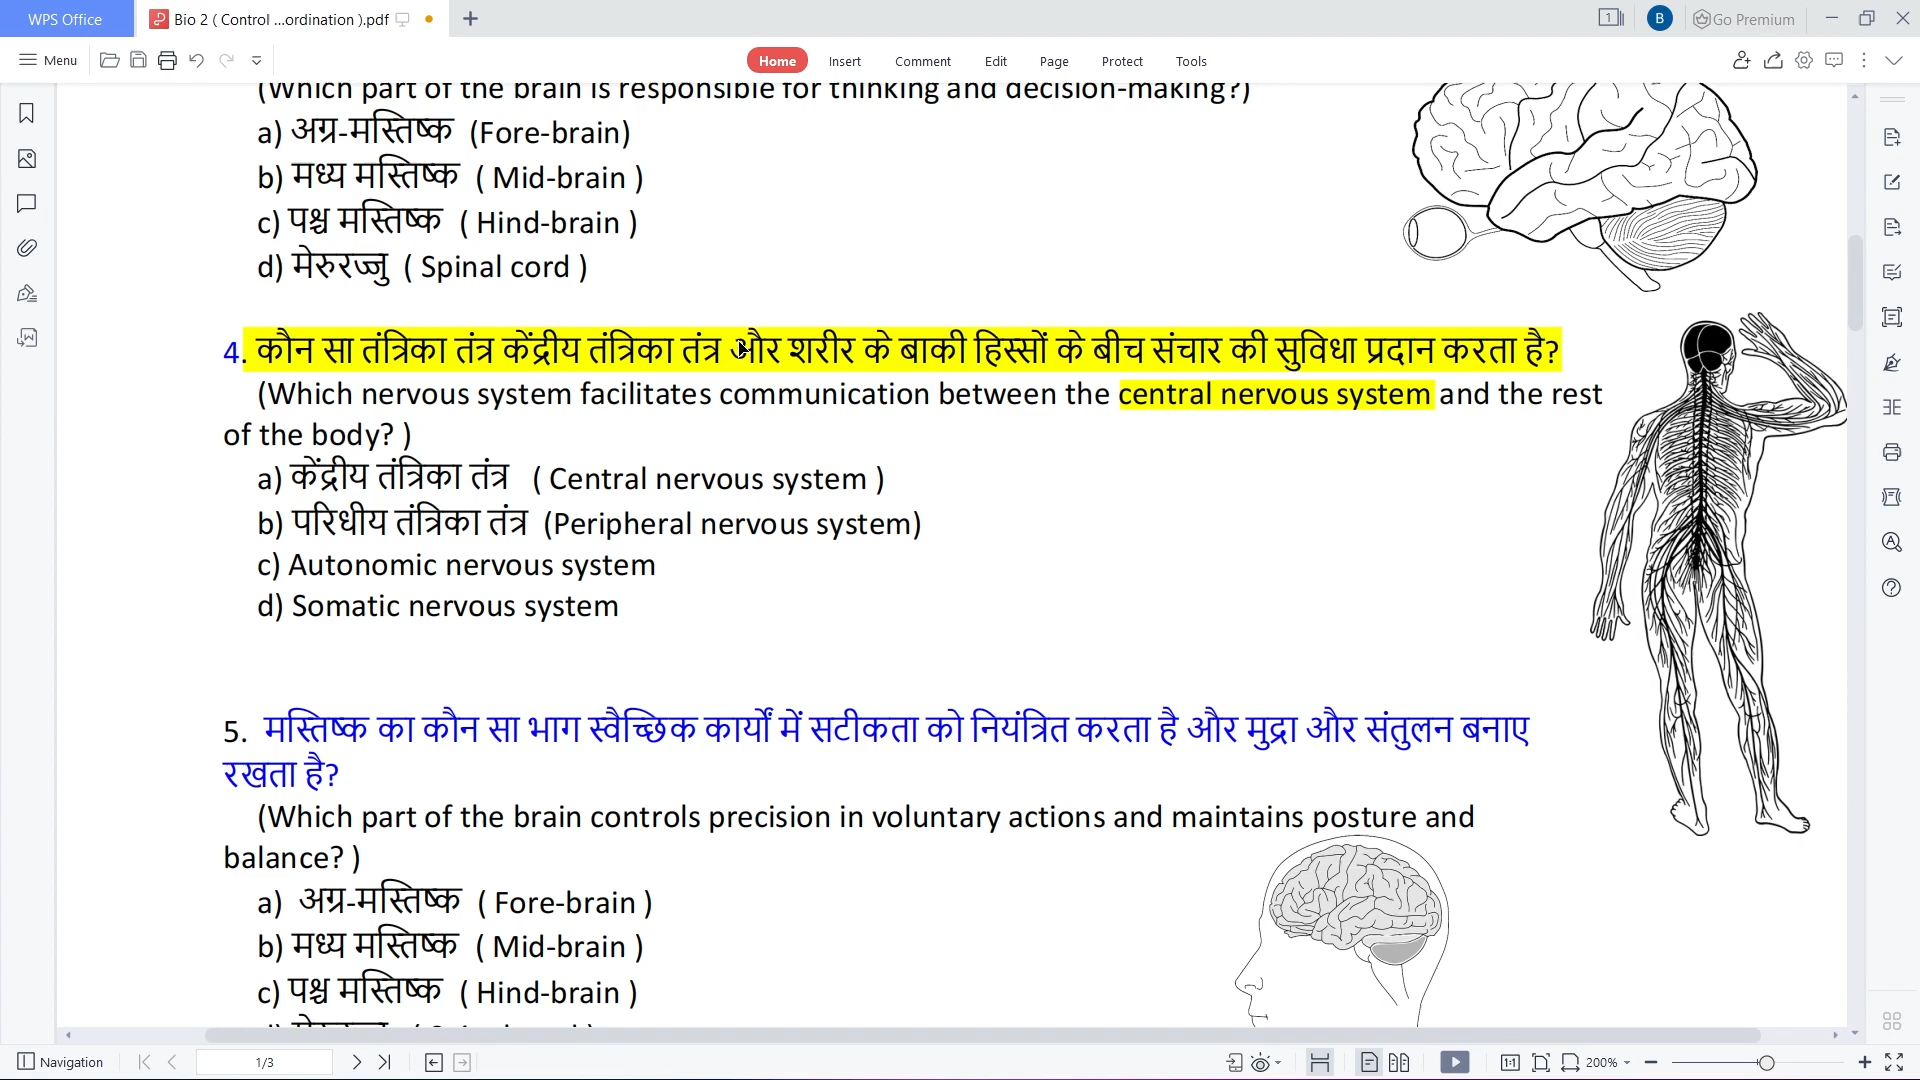 WPS Office
Bio 2 ( Control ...ordination ).pdf
1
B
Go Premium
Menu
Home
Insert
Comment
Edit
Page
Protect
Tools
(Which part of the brain is responsible for thinking and decision-making?)
a) अग्र-मस्तिष्क (Fore-brain)
b) मध्य मस्तिष्क ( Mid-brain )
c) पश्च मस्तिष्क ( Hind-brain )
d) मेरुरज्जु ( Spinal cord )
4. कौन सा तंत्रिका तंत्र केंद्रीय तंत्रिका तंत्र और शरीर के बाकी हिस्सों के बीच संचार की सुविधा प्रदान करता है?
(Which nervous system facilitates communication between the central nervous system and the rest
of the body? )
a) केंद्रीय तंत्रिका तंत्र ( Central nervous system )
b) परिधीय तंत्रिका तंत्र (Peripheral nervous system)
c) Autonomic nervous system
d) Somatic nervous system
5. मस्तिष्क का कौन सा भाग स्वैच्छिक कार्यों में सटीकता को नियंत्रित करता है और मुद्रा और संतुलन बनाए
रखता है?
(Which part of the brain controls precision in voluntary actions and maintains posture and
balance? )
a) अग्र-मस्तिष्क ( Fore-brain )
b) मध्य मस्तिष्क ( Mid-brain )
c) पश्च मस्तिष्क ( Hind-brain )
Navigation
1/3
1:1
200%